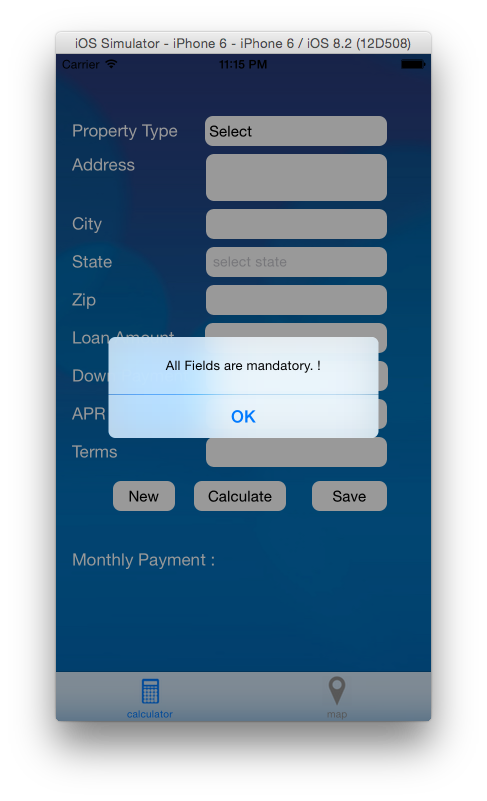 iOS Simulator - iPhone 6 - iPhone 6 / iOS 8.2 (12D508)
Carrier 11:15 PM
Property Type Select
Address
City
State select state
Zip
Loan Amount
All Fields are mandatory. !
Down
APR
OK
Terms
New Calculate Save
Monthly Payment :
calculator map